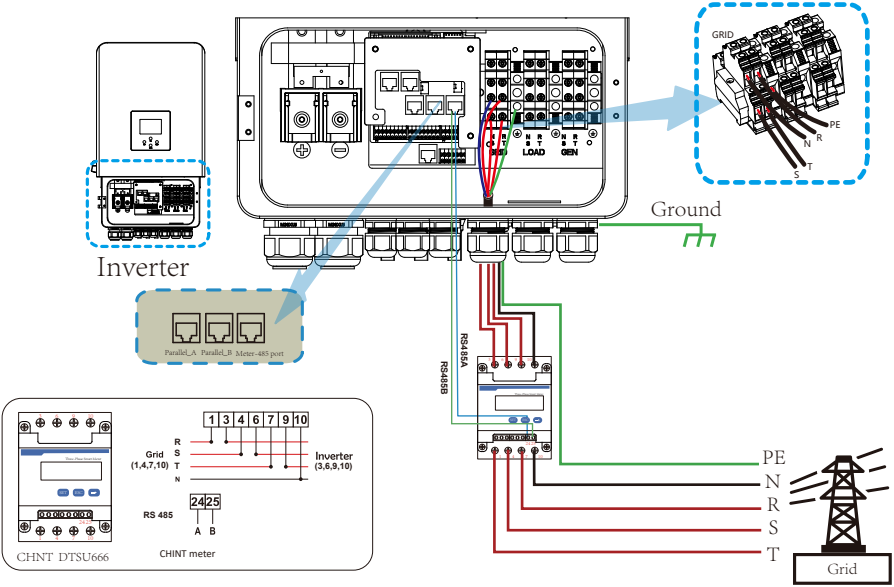 GRID
PE
R
N
T
S
N R N R N R
S T S T S T
GRID LOAD GEN
Ground
Inverter
Parallel_A Parallel_B Meter-485 port
RS485A
RS485B
PE
N
R
S
T
Grid
1 3 4 6 7 9 10
R
S
T
N
Grid
(1,4,7,10)
Inverter
(3,6,9,10)
24 25
RS 485
A B
CHINT meter
CHNT DTSU666